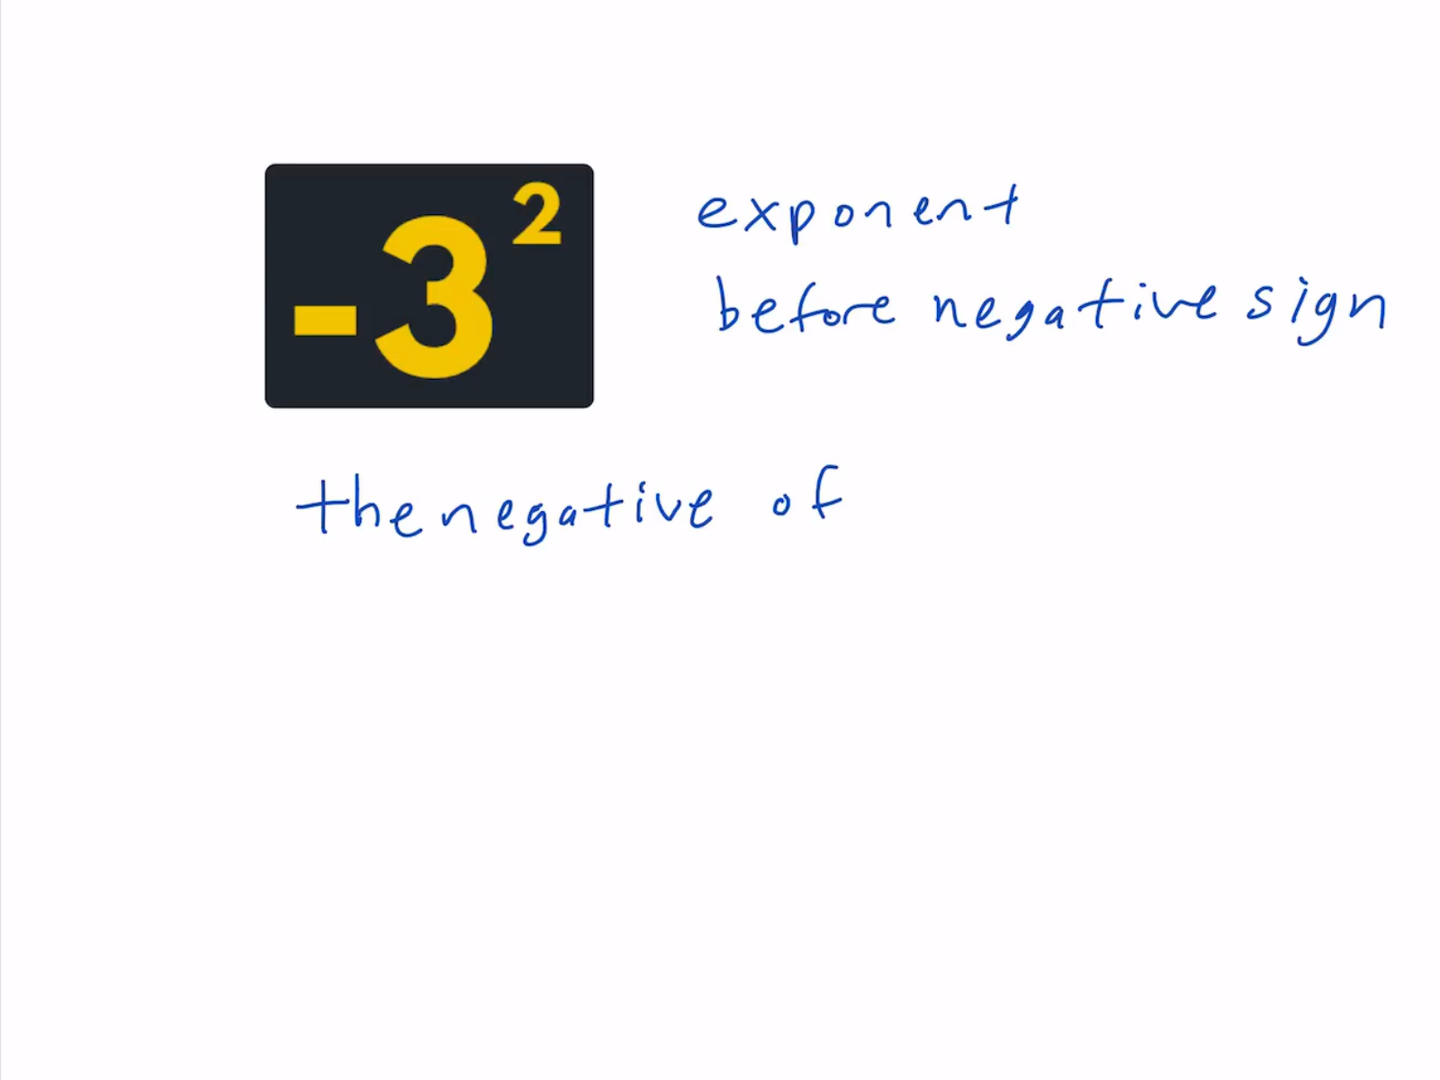 -3²
exponent
before negative sign
the negative of